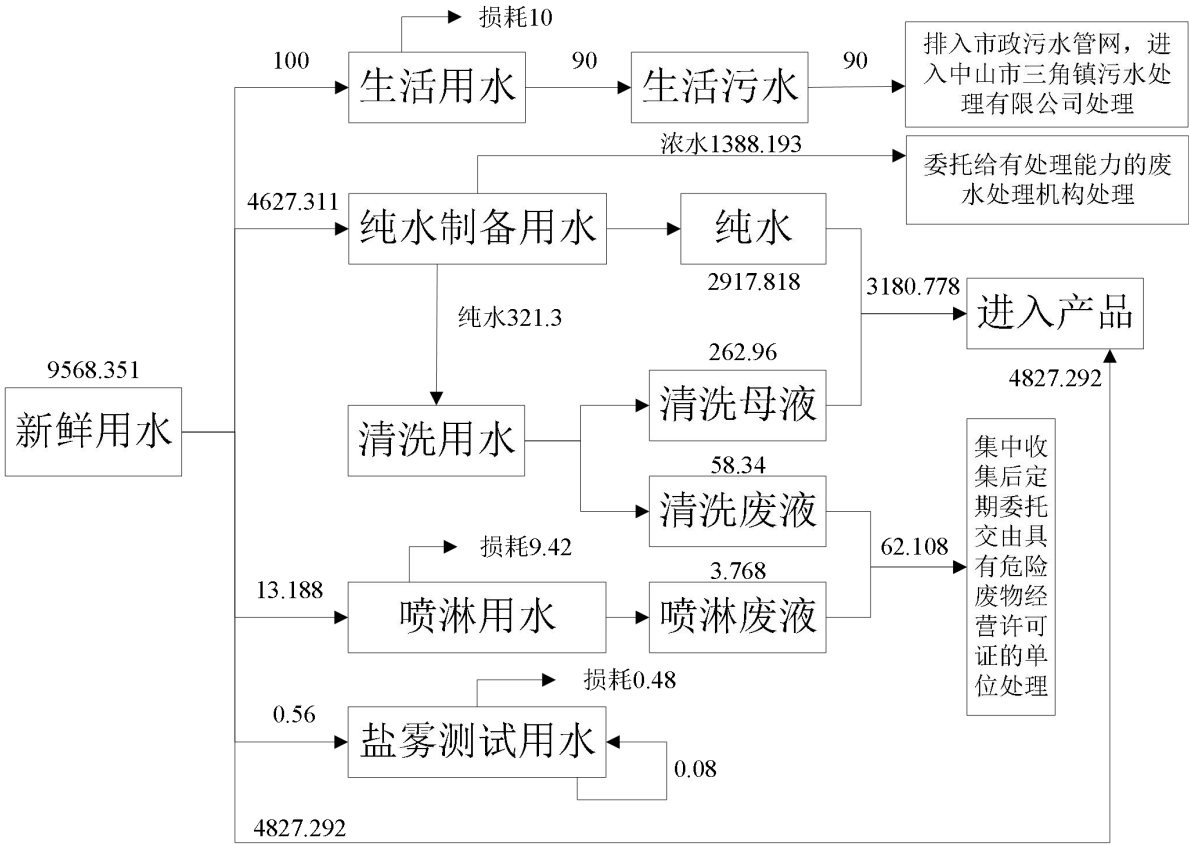 损耗10
100
生活用水
90
生活污水
90
排入市政污水管网，进
入中山市三角镇污水处
理有限公司处理
浓水1388.193
委托给有处理能力的废
水处理机构处理
4627.311
纯水制备用水
纯水
2917.818
3180.778
进入产品
纯水321.3
262.96
4827.292
9568.351
新鲜用水
清洗用水
清洗母液
58.34
清洗废液
集中收
集后定
期委托
交由具
有危险
废物经
营许可
证的单
位处理
62.108
损耗9.42
3.768
13.188
喷淋用水
喷淋废液
损耗0.48
0.56
盐雾测试用水
0.08
4827.292